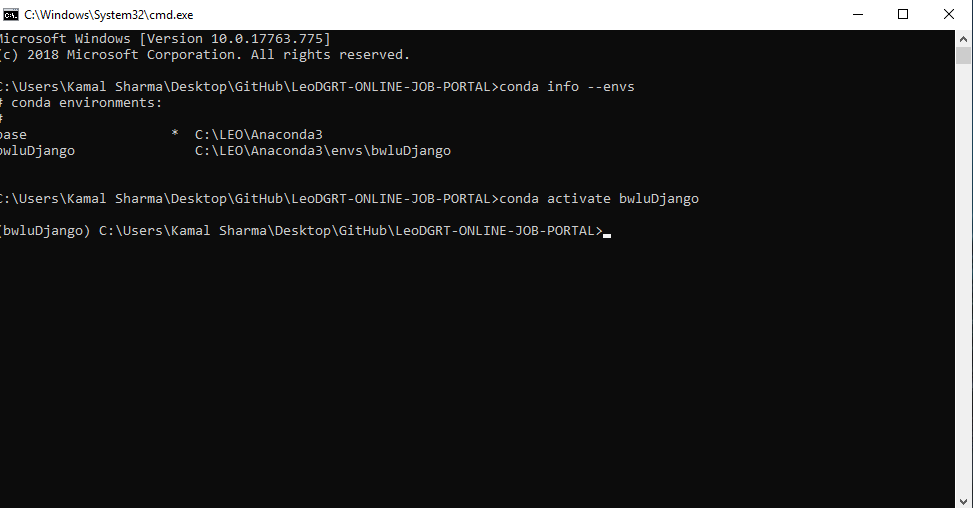 C:\Windows\System32\cmd.exe
Microsoft Windows [Version 10.0.17763.775]
(c) 2018 Microsoft Corporation. All rights reserved.
C:\Users\Kamal Sharma\Desktop\GitHub\LeoDGRT-ONLINE-JOB-PORTAL>conda info --envs
# conda environments:
#
base                  *  C:\LEO\Anaconda3
bwluDjango               C:\LEO\Anaconda3\envs\bwluDjango
C:\Users\Kamal Sharma\Desktop\GitHub\LeoDGRT-ONLINE-JOB-PORTAL>conda activate bwluDjango
(bwluDjango) C:\Users\Kamal Sharma\Desktop\GitHub\LeoDGRT-ONLINE-JOB-PORTAL>